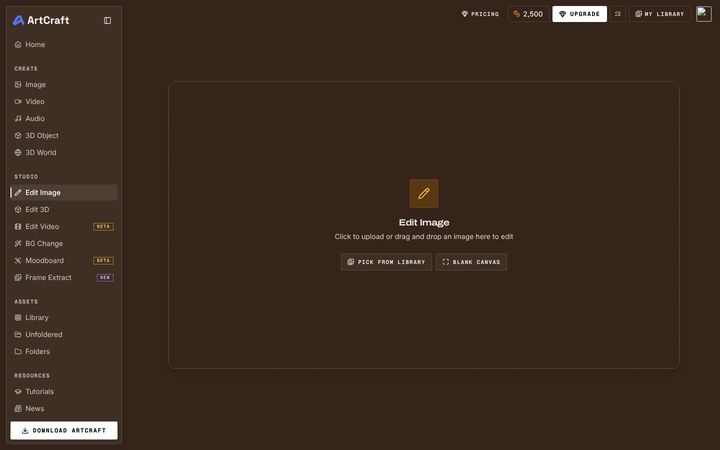 ArtCraft
PRICING
2,500
UPGRADE
MY LIBRARY
Home
CREATE
Image
Video
Audio
3D Object
3D World
STUDIO
Edit Image
Edit 3D
Edit Video BETA
BG Change
Moodboard BETA
Frame Extract NEW
ASSETS
Library
Unfoldered
Folders
RESOURCES
Tutorials
News
DOWNLOAD ARTCRAFT
Edit Image
Click to upload or drag and drop an image here to edit
PICK FROM LIBRARY
BLANK CANVAS